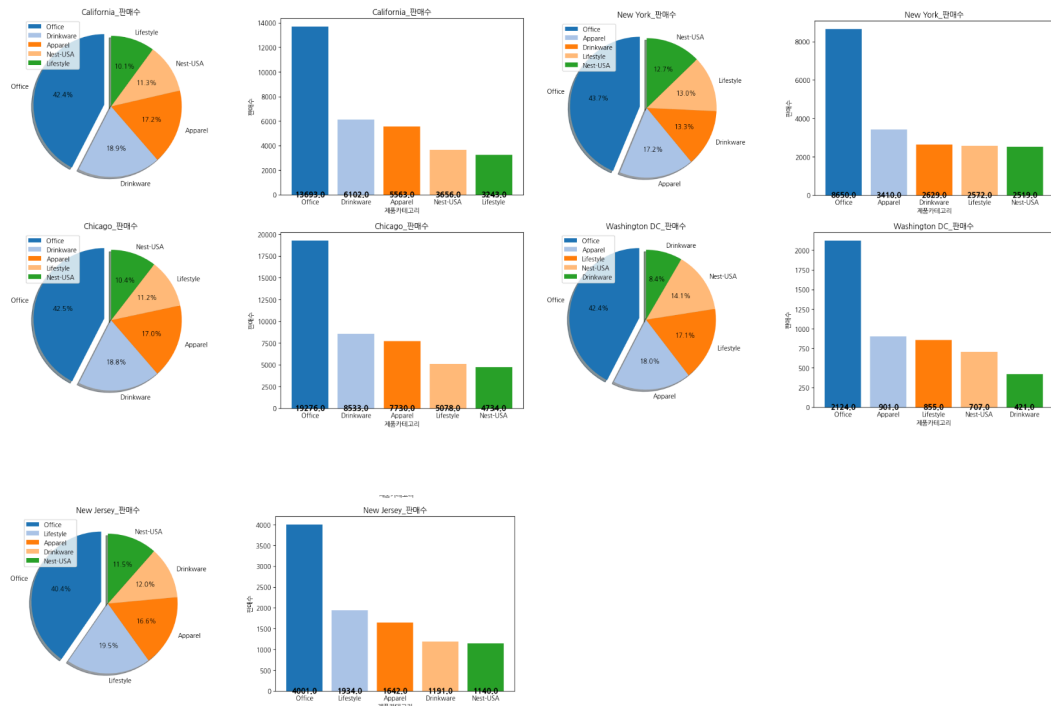 California_판매수
Office
Drinkware
Apparel
Nest-USA
Lifestyle
Office
42.4%
Lifestyle
10.1%
Nest-USA
11.3%
Apparel
17.2%
Drinkware
18.9%
California_판매수
판매수
14000
12000
10000
8000
6000
4000
2000
0
13693.0 6102.0 5563.0 3656.0 3243.0
Office Drinkware Apparel Nest-USA Lifestyle
제품카테고리
New York_판매수
Office
Apparel
Drinkware
Lifestyle
Nest-USA
Office
43.7%
Nest-USA
12.7%
Lifestyle
13.0%
Drinkware
13.3%
Apparel
17.2%
New York_판매수
판매수
8000
6000
4000
2000
0
8650.0 3410.0 2629.0 2572.0 2519.0
Office Apparel Drinkware Lifestyle Nest-USA
제품카테고리
Chicago_판매수
Office
Drinkware
Apparel
Lifestyle
Nest-USA
Office
42.5%
Nest-USA
10.4%
Lifestyle
11.2%
Apparel
17.0%
Drinkware
18.8%
Chicago_판매수
판매수
20000
17500
15000
12500
10000
7500
5000
2500
0
19276.0 8533.0 7730.0 5078.0 4734.0
Office Drinkware Apparel Lifestyle Nest-USA
제품카테고리
Washington DC_판매수
Office
Apparel
Lifestyle
Nest-USA
Drinkware
Office
42.4%
Drinkware
8.4%
Nest-USA
14.1%
Lifestyle
17.1%
Apparel
18.0%
Washington DC_판매수
판매수
2000
1750
1500
1250
1000
750
500
250
0
2124.0 901.0 855.0 707.0 421.0
Office Apparel Lifestyle Nest-USA Drinkware
제품카테고리
New Jersey_판매수
Office
Lifestyle
Apparel
Drinkware
Nest-USA
Office
40.4%
Nest-USA
11.5%
Drinkware
12.0%
Apparel
16.6%
Lifestyle
19.5%
New Jersey_판매수
판매수
4000
3500
3000
2500
2000
1500
1000
500
0
4001.0 1934.0 1642.0 1191.0 1140.0
Office Lifestyle Apparel Drinkware Nest-USA